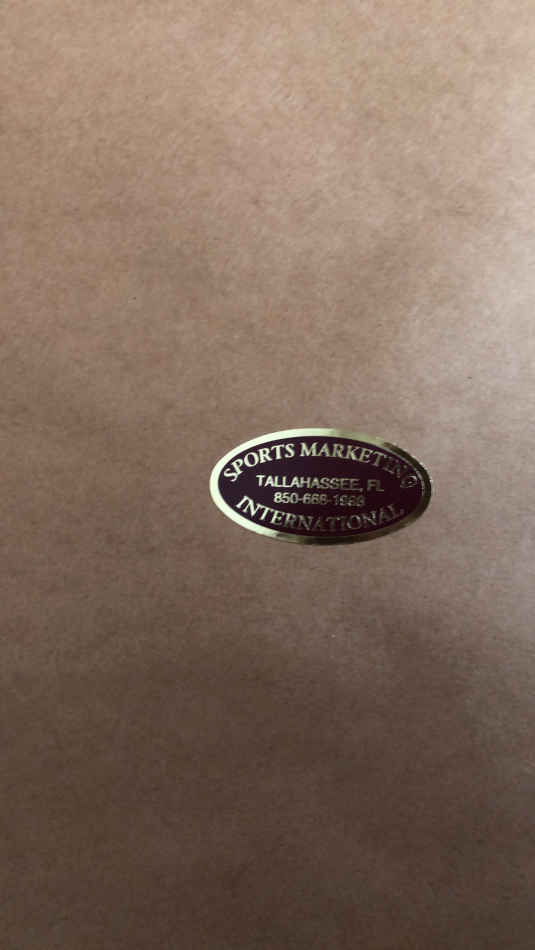 SPORTS MARKETING
TALLAHASSEE, FL
INTERNATIONAL